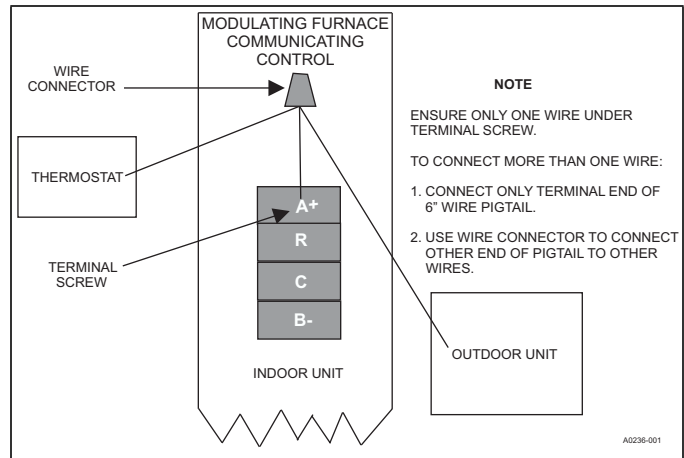 MODULATING FURNACE
COMMUNICATING
CONTROL
WIRE
CONNECTOR
THERMOSTAT
A+
R
C
B-
TERMINAL
SCREW
INDOOR UNIT
NOTE
ENSURE ONLY ONE WIRE UNDER
TERMINAL SCREW.
TO CONNECT MORE THAN ONE WIRE:
1. CONNECT ONLY TERMINAL END OF
6" WIRE PIGTAIL.
2. USE WIRE CONNECTOR TO CONNECT
OTHER END OF PIGTAIL TO OTHER
WIRES.
OUTDOOR UNIT
A0236-001